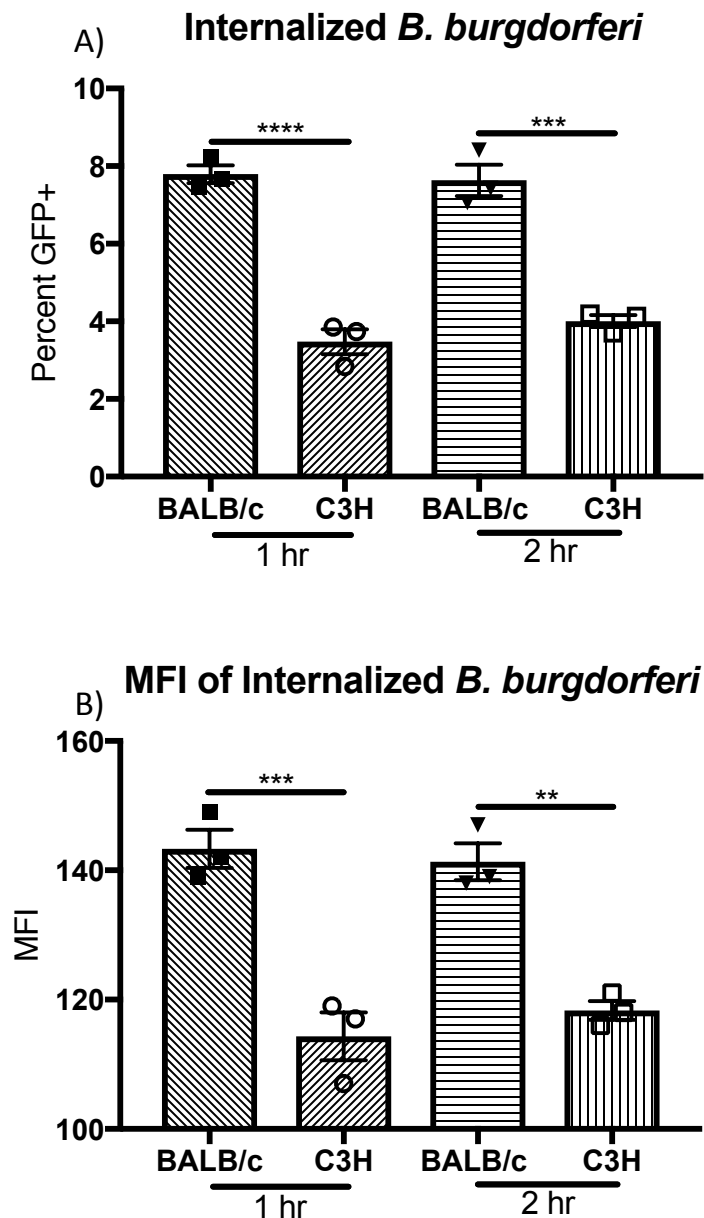 A) Internalized B. burgdorferi
10
8
6
4
2
0
Percent GFP+
**** ***
BALB/c C3H BALB/c C3H
1 hr 2 hr
B) MFI of Internalized B. burgdorferi
160
140
120
100
MFI
*** **
BALB/c C3H BALB/c C3H
1 hr 2 hr